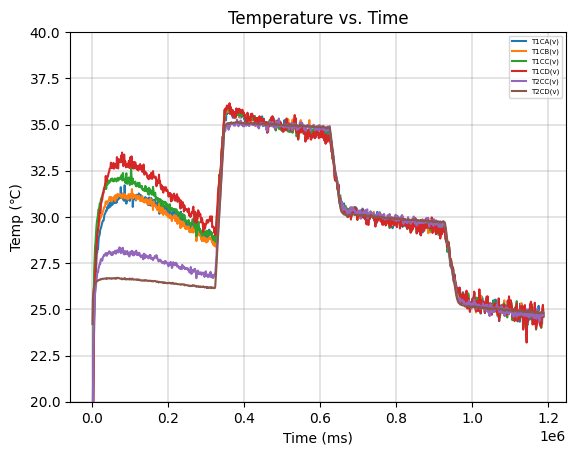 Temperature vs. Time
40.0
37.5
35.0
32.5
30.0
27.5
25.0
22.5
20.0
Temp (℃)
T1CA(v)
T1CB(v)
T1CC(v)
T1CD(v)
T2CC(v)
T2CD(v)
0.0 0.2 0.4 0.6 0.8 1.0 1.2
1e6
Time (ms)